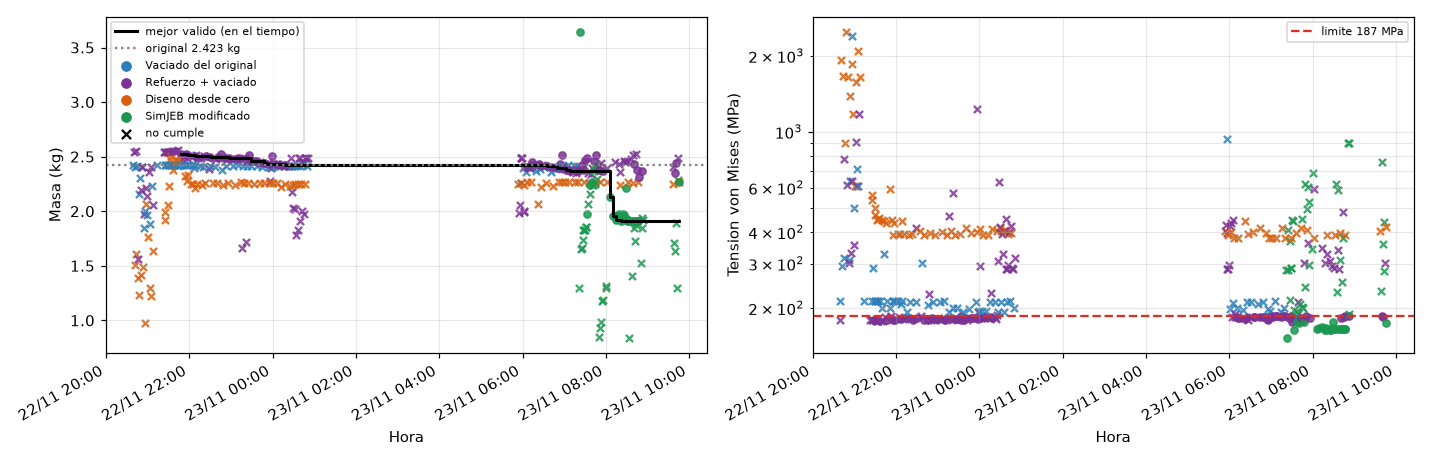 mejor valido (en el tiempo)
original 2.423 kg
Vaciado del original
Refuerzo + vaciado
Diseno desde cero
SimJEB modificado
no cumple
Masa (kg)
3.5
3.0
2.5
2.0
1.5
1.0
22/11 20:00
22/11 22:00
23/11 00:00
23/11 02:00
23/11 04:00
23/11 06:00
23/11 08:00
23/11 10:00
Hora
limite 187 MPa
Tension von Mises (MPa)
2 × 10³
10³
6 × 10²
4 × 10²
3 × 10²
2 × 10²
22/11 20:00
22/11 22:00
23/11 00:00
23/11 02:00
23/11 04:00
23/11 06:00
23/11 08:00
23/11 10:00
Hora